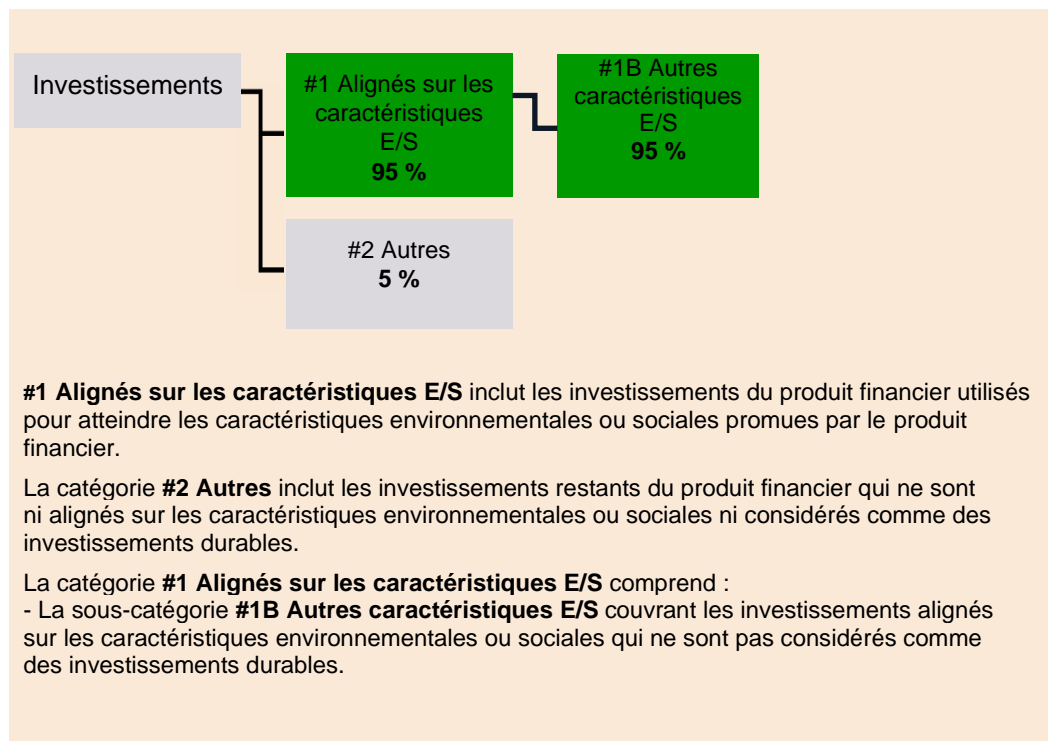 Investissements
#1 Alignés sur les
caractéristiques
E/S
95 %
#1B Autres
caractéristiques
E/S
95 %
#2 Autres
5 %
#1 Alignés sur les caractéristiques E/S inclut les investissements du produit financier utilisés
pour atteindre les caractéristiques environnementales ou sociales promues par le produit
financier.
La catégorie #2 Autres inclut les investissements restants du produit financier qui ne sont
ni alignés sur les caractéristiques environnementales ou sociales ni considérés comme des
investissements durables.
La catégorie #1 Alignés sur les caractéristiques E/S comprend :
- La sous-catégorie #1B Autres caractéristiques E/S couvrant les investissements alignés
sur les caractéristiques environnementales ou sociales qui ne sont pas considérés comme
des investissements durables.